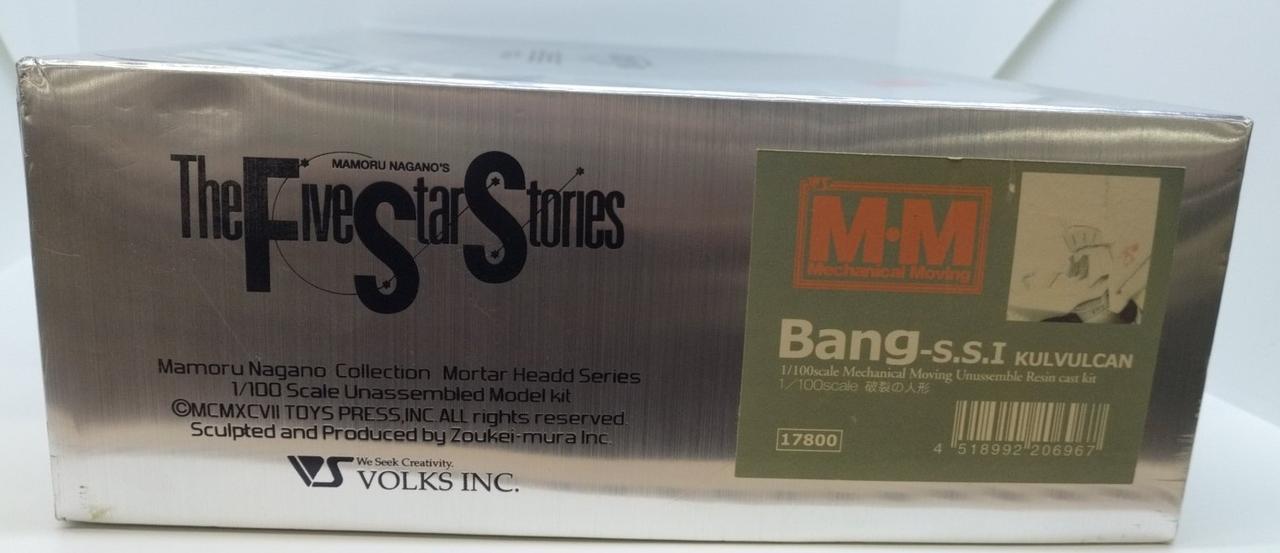 MAMORU NAGANO'S
The Five Star Stories
Mamoru Nagano Collection Mortar Headd Series
1/100 Scale Unassembled Model kit
©MCMXCVII TOYS PRESS,INC.ALL rights reserved.
Sculpted and Produced by Zoukei-mura Inc.
VS We Seek Creativity.
VOLKS INC.
M•M
Mechanical Moving
Bang-S.S.I KULVULCAN
1/100scale Mechanical Moving Unussemble Resin cast kit
1/100scale 破裂の人形
17800
4 518992 206967